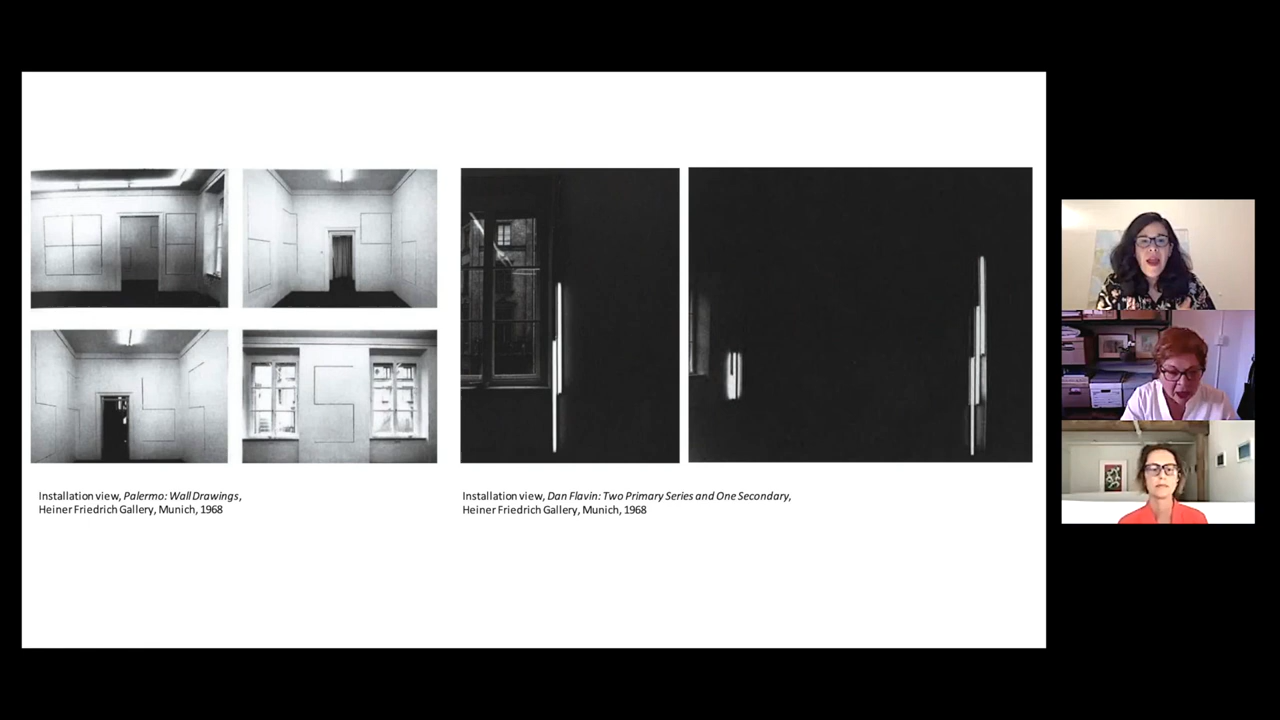 Installation view, Palermo: Wall Drawings,
Heiner Friedrich Gallery, Munich, 1968
Installation view, Dan Flavin: Two Primary Series and One Secondary,
Heiner Friedrich Gallery, Munich, 1968